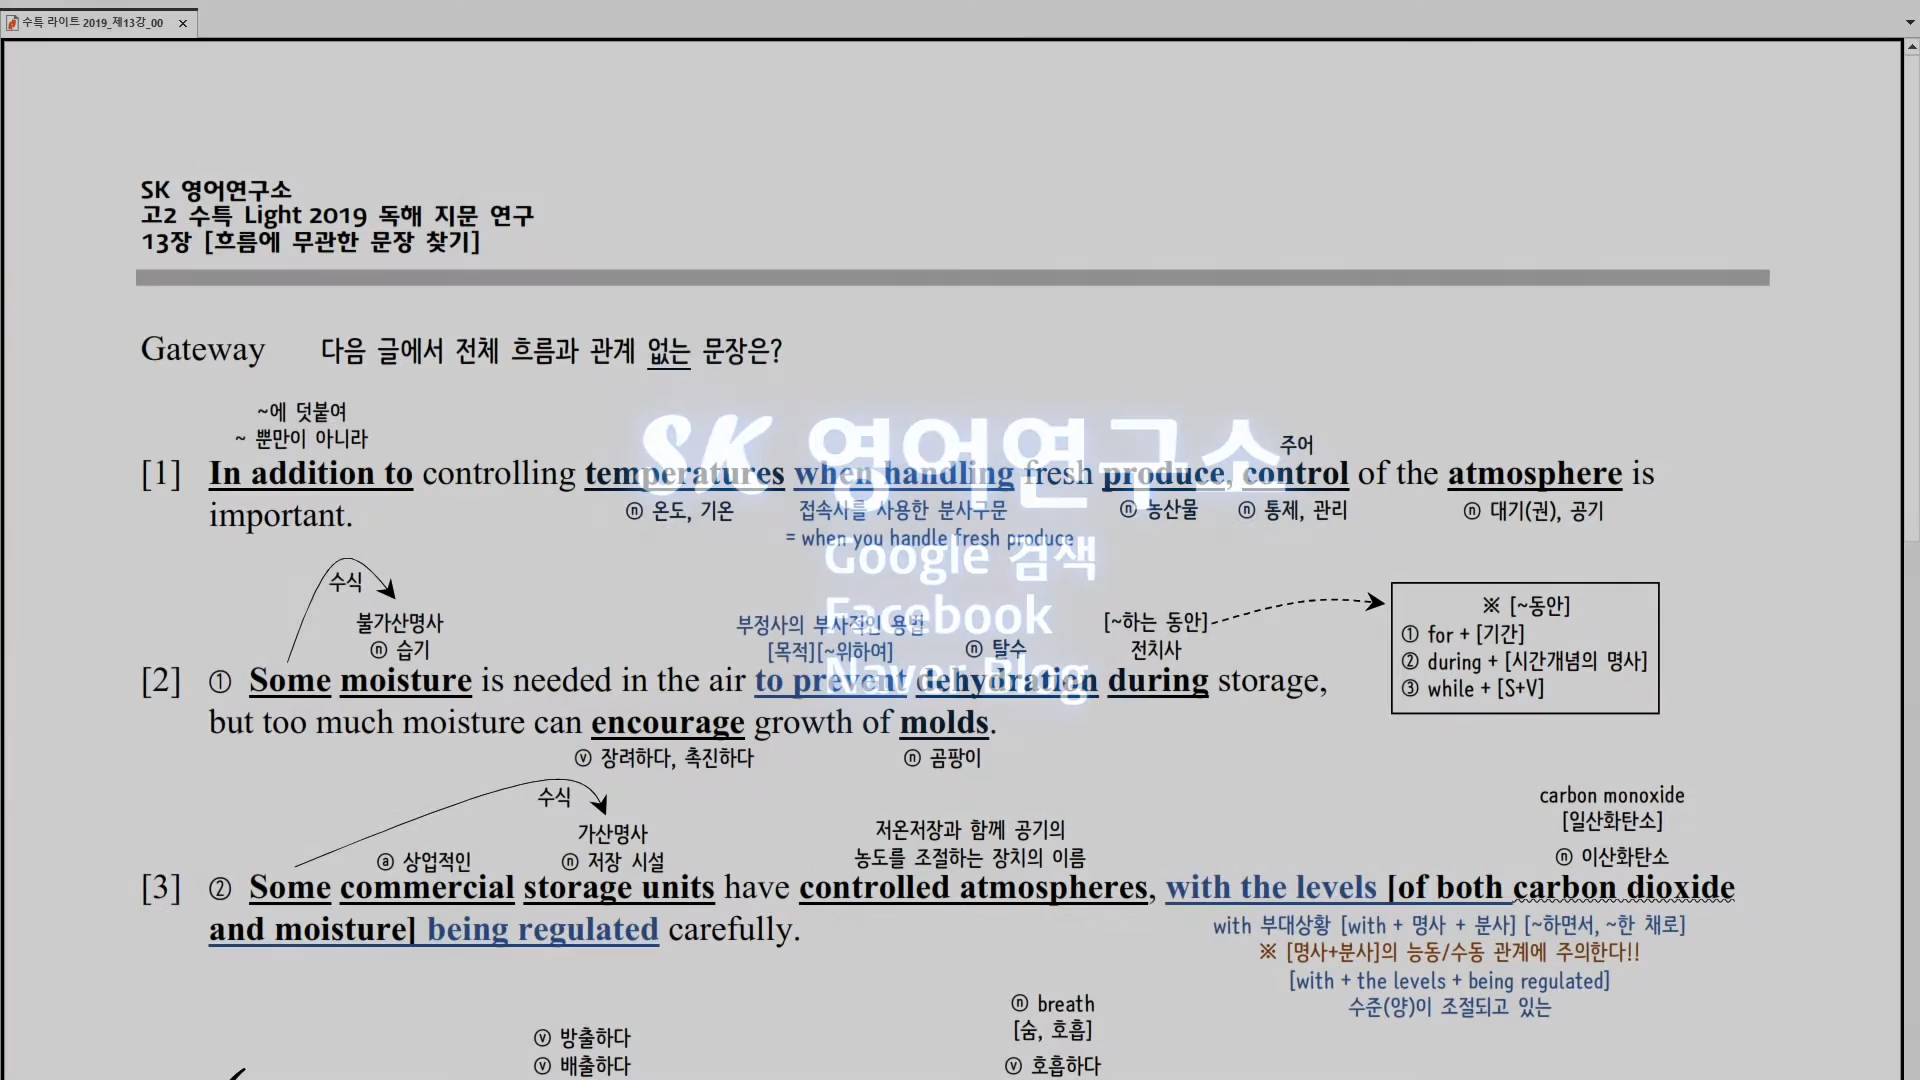 수특 라이트 2019_제13강_00
SK 영어연구소
고2 수특 Light 2019 독해 지문 연구
13장 [흐름에 무관한 문장 찾기]
Gateway 다음 글에서 전체 흐름과 관계 없는 문장은?
~에 덧붙여
~ 뿐만이 아니라
SK 영어연구소
주어
[1] In addition to controlling temperatures when handling fresh produce, control of the atmosphere is
important.
ⓝ 온도, 기온 접속사를 사용한 분사구문 ⓝ 농산물 ⓝ 통제, 관리 ⓝ 대기(권), 공기
= when you handle fresh produce
Google 검색
Facebook
Naver Blog
수식
불가산명사
ⓝ 습기
부정사의 부사적인 용법
[목적][~위하여]
ⓝ 탈수
[~하는 동안]
전치사
※ [~동안]
① for + [기간]
② during + [시간개념의 명사]
③ while + [S+V]
[2] ① Some moisture is needed in the air to prevent dehydration during storage,
but too much moisture can encourage growth of molds.
ⓥ 장려하다, 촉진하다 ⓝ 곰팡이
수식
가산명사
ⓐ 상업적인 ⓝ 저장 시설
저온저장과 함께 공기의
농도를 조절하는 장치의 이름
carbon monoxide
[일산화탄소]
ⓝ 이산화탄소
[3] ② Some commercial storage units have controlled atmospheres, with the levels [of both carbon dioxide
and moisture] being regulated carefully.
with 부대상황 [with + 명사 + 분사] [~하면서, ~한 채로]
※ [명사+분사]의 능동/수동 관계에 주의한다!!
[with + the levels + being regulated]
수준(양)이 조절되고 있는
ⓥ 방출하다
ⓥ 배출하다
ⓝ breath
[숨, 호흡]
ⓥ 호흡하다